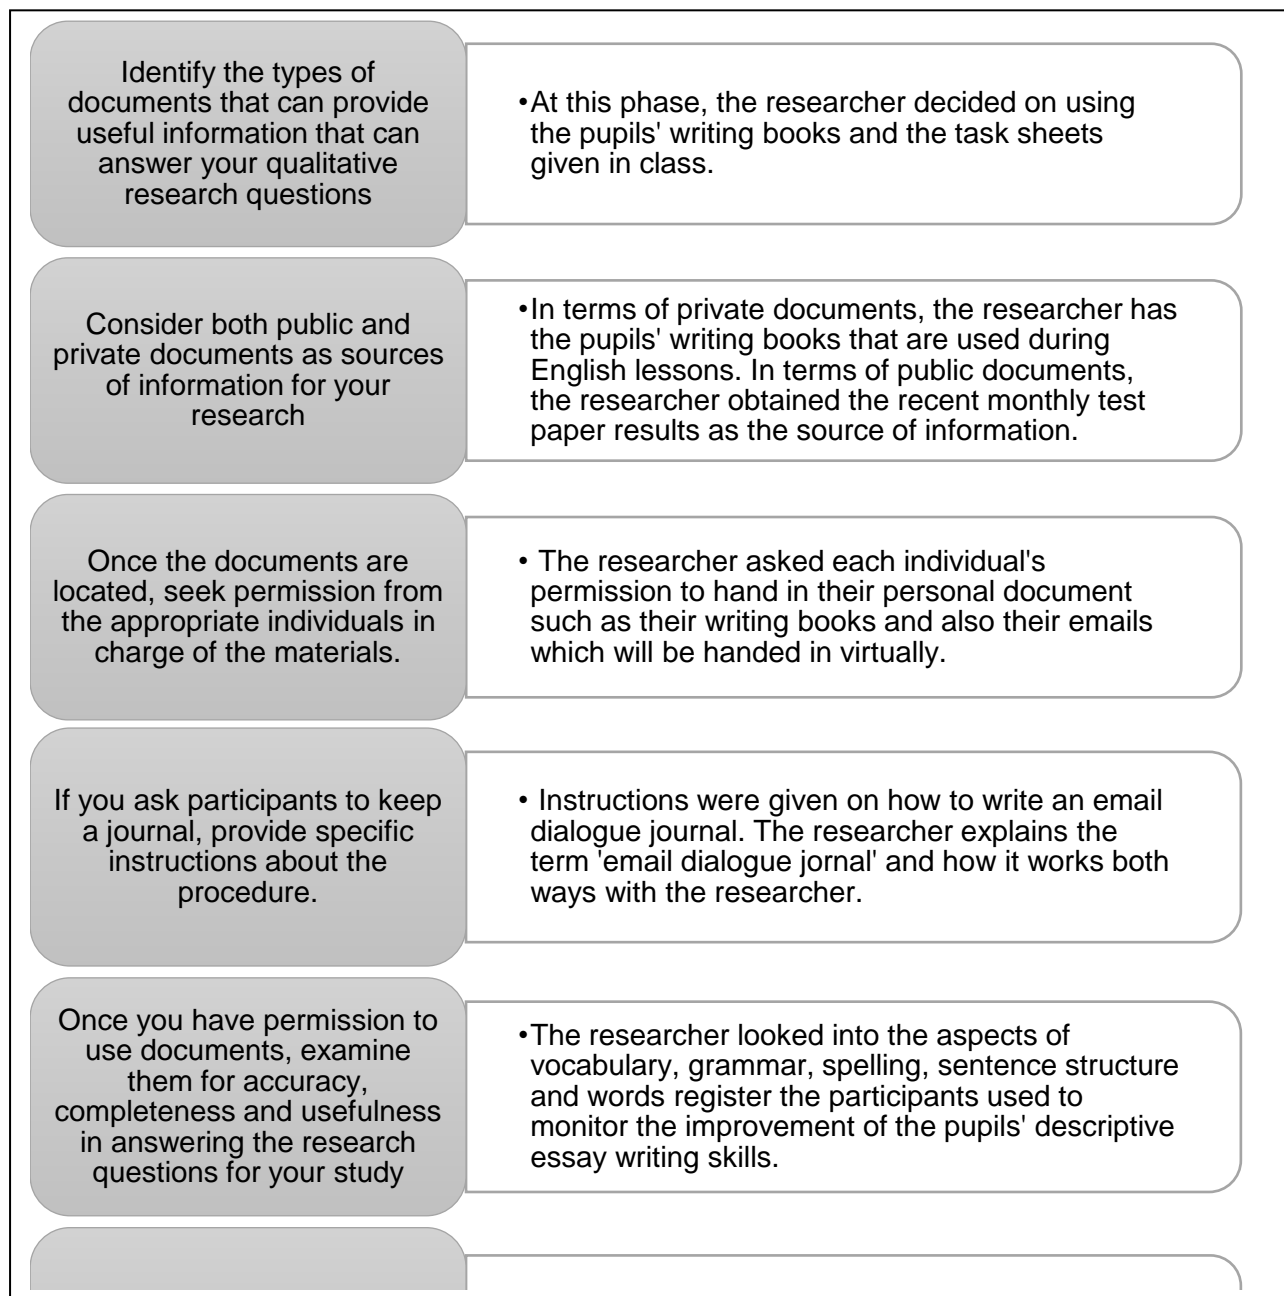 Identify the types of
documents that can provide
useful information that can
answer your qualitative
research questions
•At this phase, the researcher decided on using
the pupils' writing books and the task sheets
given in class.
Consider both public and
private documents as sources
of information for your
research
•In terms of private documents, the researcher has
the pupils' writing books that are used during
English lessons. In terms of public documents,
the researcher obtained the recent monthly test
paper results as the source of information.
Once the documents are
located, seek permission from
the appropriate individuals in
charge of the materials.
• The researcher asked each individual's
permission to hand in their personal document
such as their writing books and also their emails
which will be handed in virtually.
If you ask participants to keep
a journal, provide specific
instructions about the
procedure.
• Instructions were given on how to write an email
dialogue journal. The researcher explains the
term 'email dialogue jornal' and how it works both
ways with the researcher.
Once you have permission to
use documents, examine
them for accuracy,
completeness and usefulness
in answering the research
questions for your study
•The researcher looked into the aspects of
vocabulary, grammar, spelling, sentence structure
and words register the participants used to
monitor the improvement of the pupils' descriptive
essay writing skills.